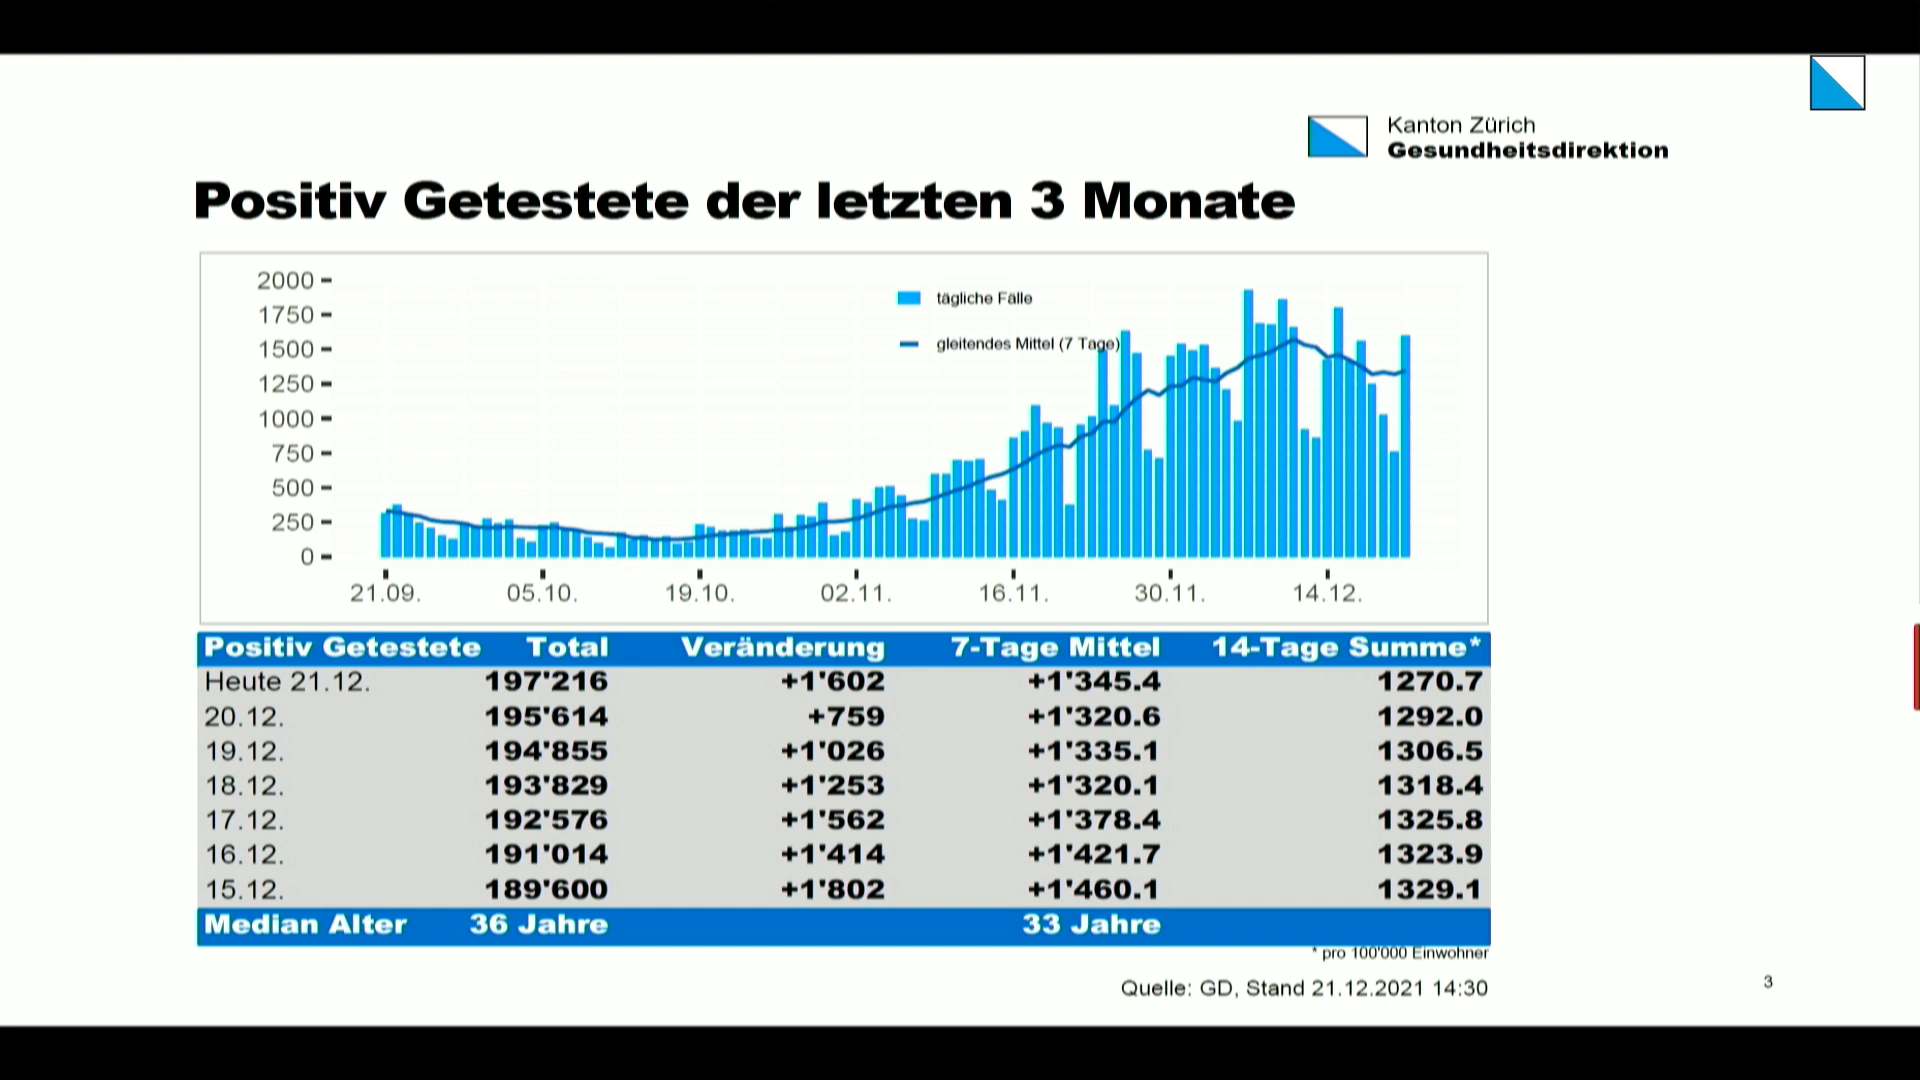 Kanton Zürich
Gesundheitsdirektion
Positiv Getestete der letzten 3 Monate
2000
1750
1500
1250
1000
750
500
250
0
tägliche Fälle
gleitendes Mittel (7 Tage)
21.09. 05.10. 19.10. 02.11. 16.11. 30.11. 14.12.
Positiv Getestete Total Veränderung 7-Tage Mittel 14-Tage Summe*
Heute 21.12. 197'216 +1'602 +1'345.4 1270.7
20.12. 195'614 +759 +1'320.6 1292.0
19.12. 194'855 +1'026 +1'335.1 1306.5
18.12. 193'829 +1'253 +1'320.1 1318.4
17.12. 192'576 +1'562 +1'378.4 1325.8
16.12. 191'014 +1'414 +1'421.7 1323.9
15.12. 189'600 +1'802 +1'460.1 1329.1
Median Alter 36 Jahre 33 Jahre
* pro 100'000 Einwohner
Quelle: GD, Stand 21.12.2021 14:30
3